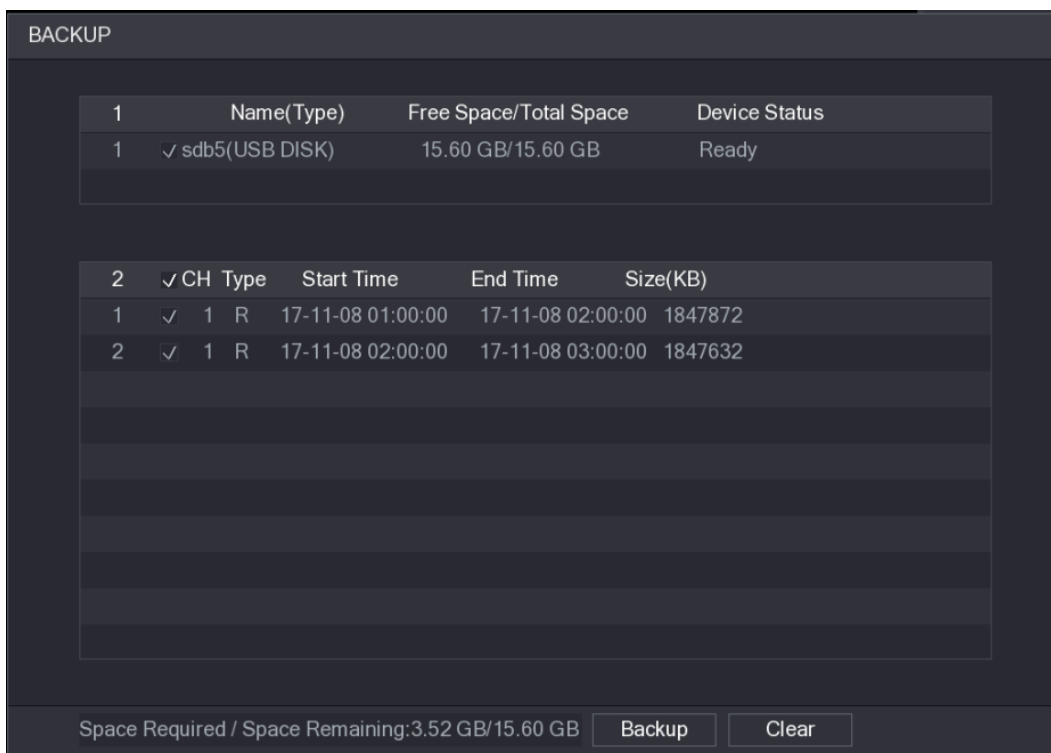 BACKUP
1 Name(Type) Free Space/Total Space Device Status
1 sdb5(USB DISK) 15.60 GB/15.60 GB Ready
2 CH Type Start Time End Time Size(KB)
1 1 R 17-11-08 01:00:00 17-11-08 02:00:00 1847872
2 1 R 17-11-08 02:00:00 17-11-08 03:00:00 1847632
Space Required / Space Remaining:3.52 GB/15.60 GB Backup Clear